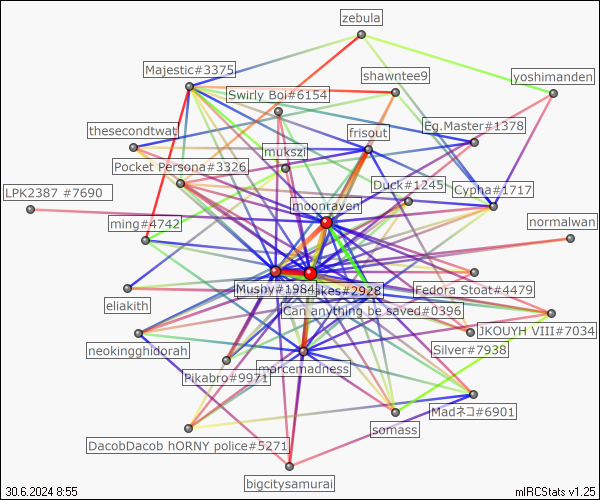 zebula
Majestic#3375
shawntee9
yoshimanden
Swirly Boi#6154
thesecondtwat
frisout
Eg.Master#1378
mukszi
Pocket Persona#3326
Duck#1245
Cypha#1717
LPK2387 #7690
moonraven
ming#4742
normalwan
Mushy#1984
akes#2928
Fedora Stoat#4479
eliakith
Can anything be saved#0396
JKOUYH VIII#7034
neokingghidorah
Silver#7938
Pikabro#9971
marcemadness
Madネコ#6901
somass
DacobDacob hORNY police#5271
bigcitysamurai
30.6.2024 8:55
mIRCStats v1.25